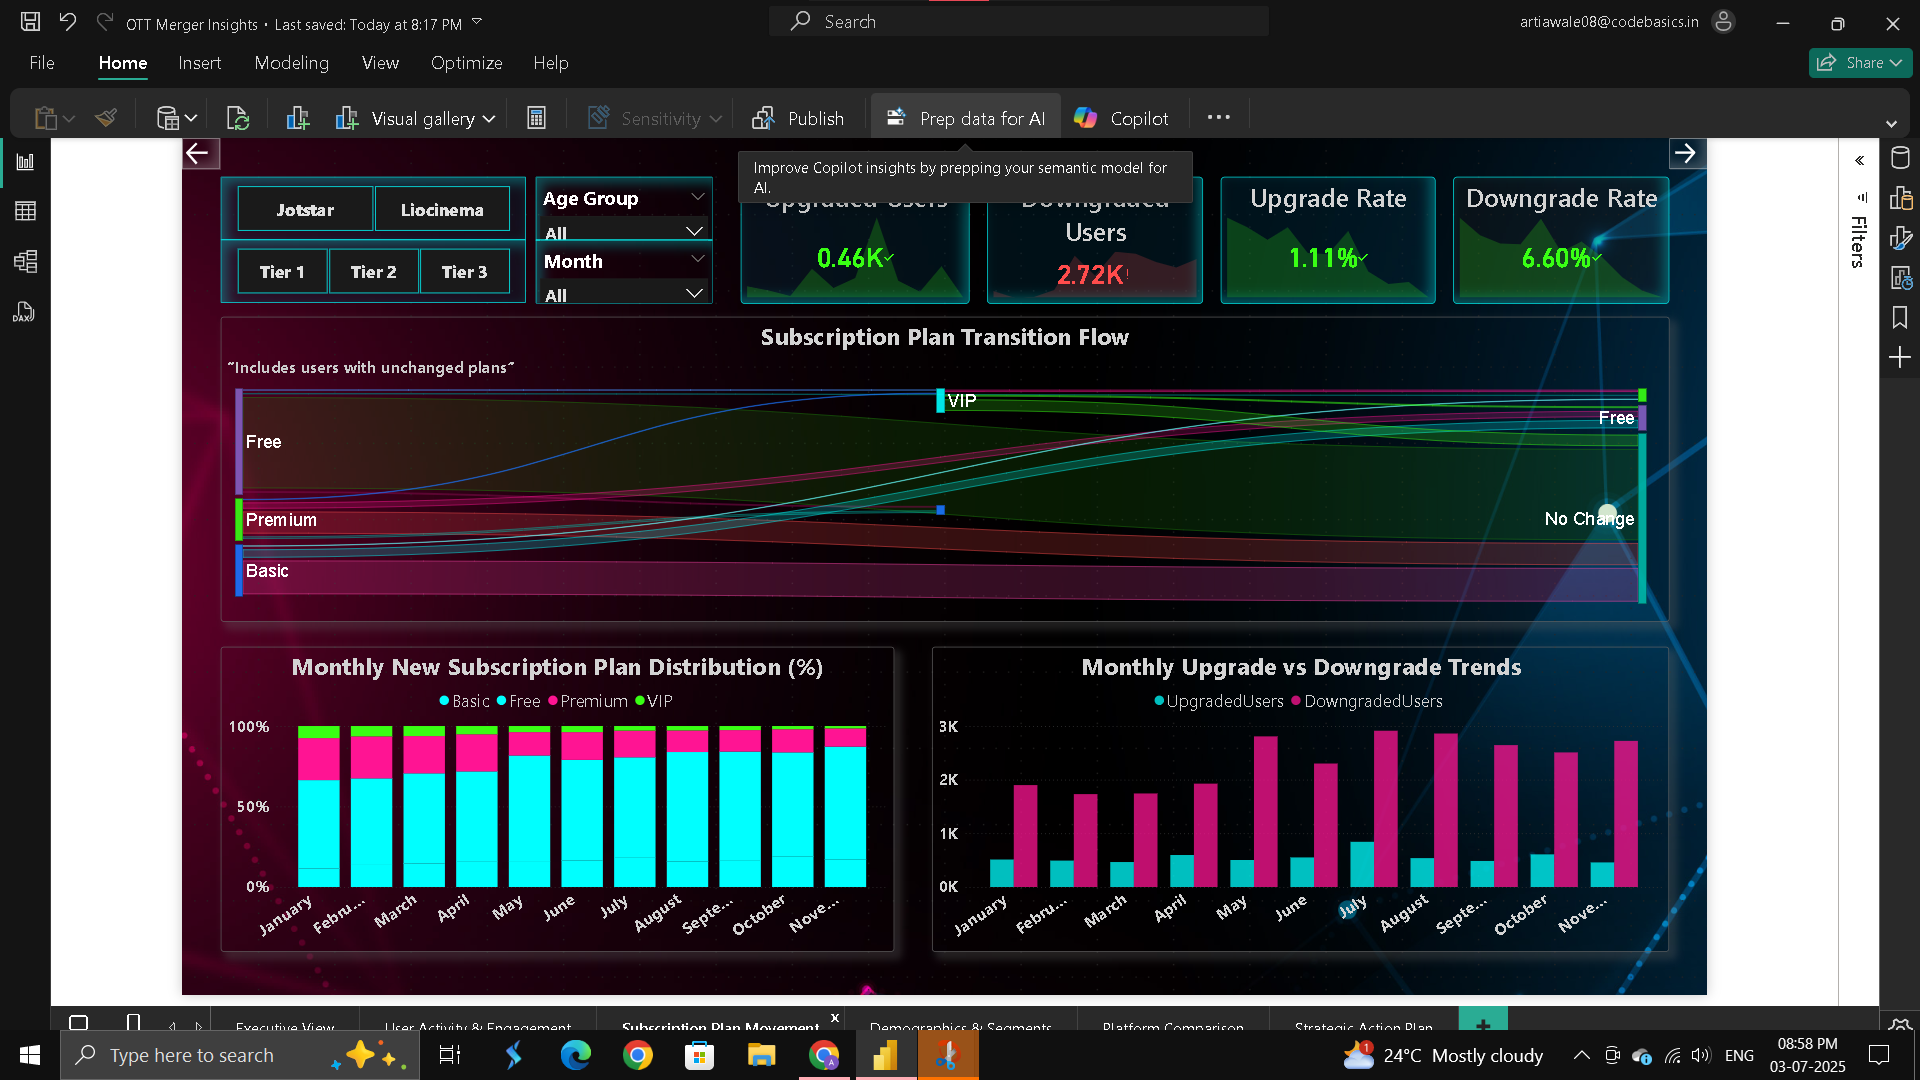 OTT Merger Insights • Last saved: Today at 8:17 PM
Search
artiawale08@codebasics.in
File
Home
Insert
Modeling
View
Optimize
Help
Share
Visual gallery
Sensitivity
Publish
Prep data for AI
Copilot
Improve Copilot insights by prepping your semantic model for
AI.
DAX
Jotstar
Liocinema
Tier 1
Tier 2
Tier 3
Age Group
All
Month
All
Upgraded Users
0.46K
Downgraded
Users
2.72K!
Upgrade Rate
1.11%
Downgrade Rate
6.60%
Filters
Subscription Plan Transition Flow
"Includes users with unchanged plans"
Free
Premium
Basic
VIP
Free
No Change
Monthly New Subscription Plan Distribution (%)
Basic
Free
Premium
VIP
100%
50%
0%
January
Febru...
March
April
May
June
July
August
Septe...
October
Nove...
Monthly Upgrade vs Downgrade Trends
UpgradedUsers
DowngradedUsers
3K
2K
1K
0K
January
Febru...
March
April
May
June
July
August
Septe...
October
Nove...
Executive View
User Activity & Engagement
Subscription Plan Movement
x
Demographics & Segments
Platform Comparison
Strategic Action Plan
+
Type here to search
A
1
24°C Mostly cloudy
ENG
08:58 PM
03-07-2025